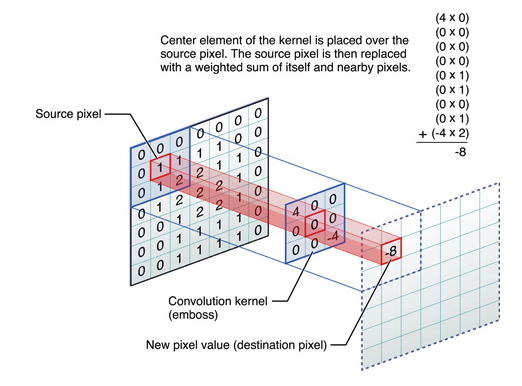 (4 x 0)
(0 x 0)
(0 x 0)
(0 x 0)
(0 x 1)
(0 x 1)
(0 x 0)
(0 x 1)
+ (-4 x 2)
-8
Center element of the kernel is placed over the
source pixel. The source pixel is then replaced
with a weighted sum of itself and nearby pixels.
Source pixel
0 0 0 0 0 0 0
0 1 1 1 1 1 0
0 1 2 2
0 1 2 2
0 1 2 2
0 0 1 1
0 0 1 1 1 1 0
4 0 0
0 0 0
0 0 -4
-8
Convolution kernel
(emboss)
New pixel value (destination pixel)